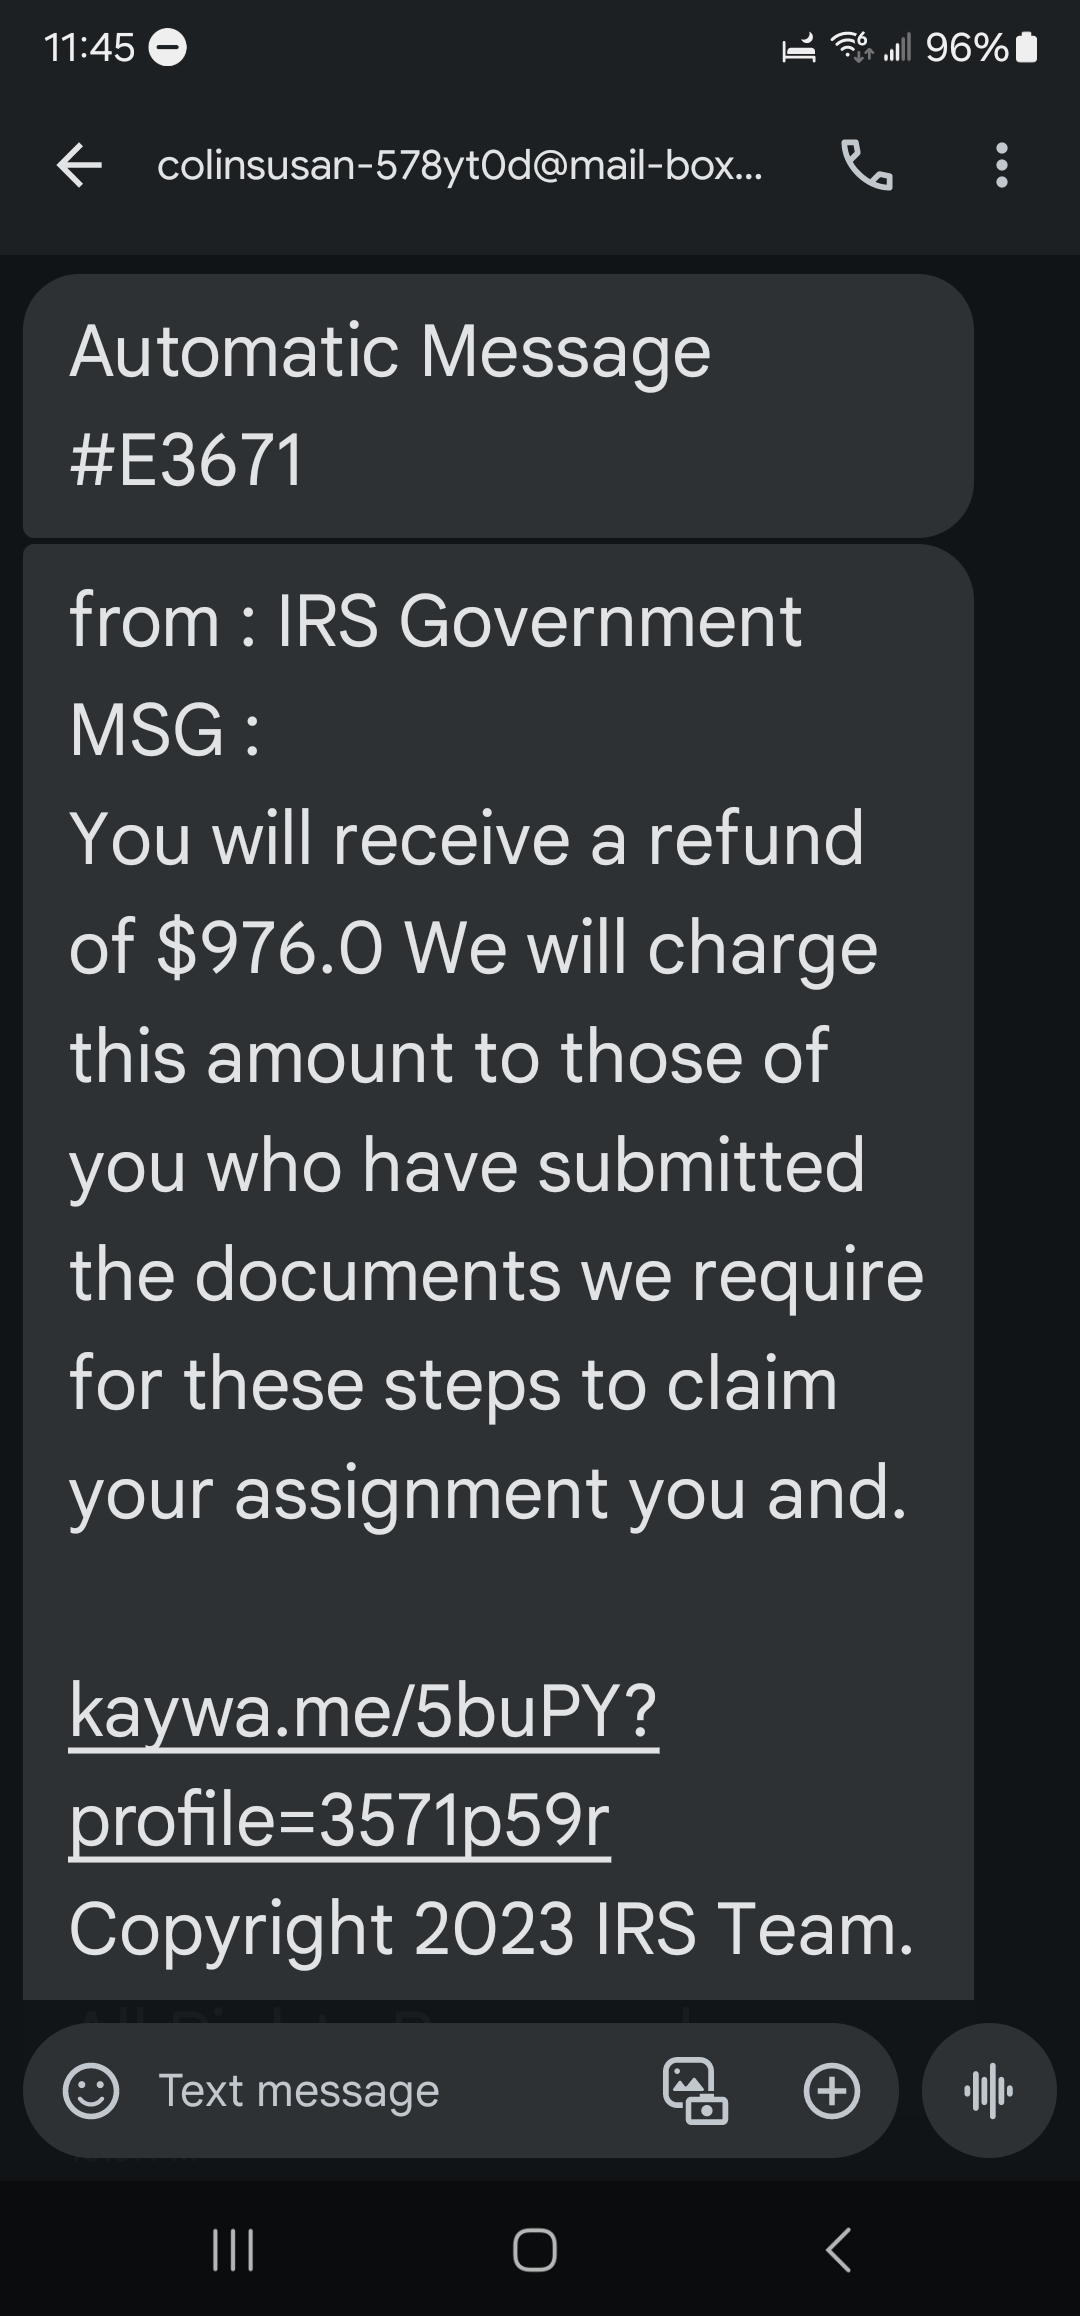 11:45
6
96%
colinsusan-578yt0d@mail-box...
Automatic Message
#E3671
from : IRS Government
MSG :
You will receive a refund
of $976.0 We will charge
this amount to those of
you who have submitted
the documents we require
for these steps to claim
your assignment you and.
kaywa.me/5buPY?
profile=3571p59r
Copyright 2023 IRS Team.
Text message